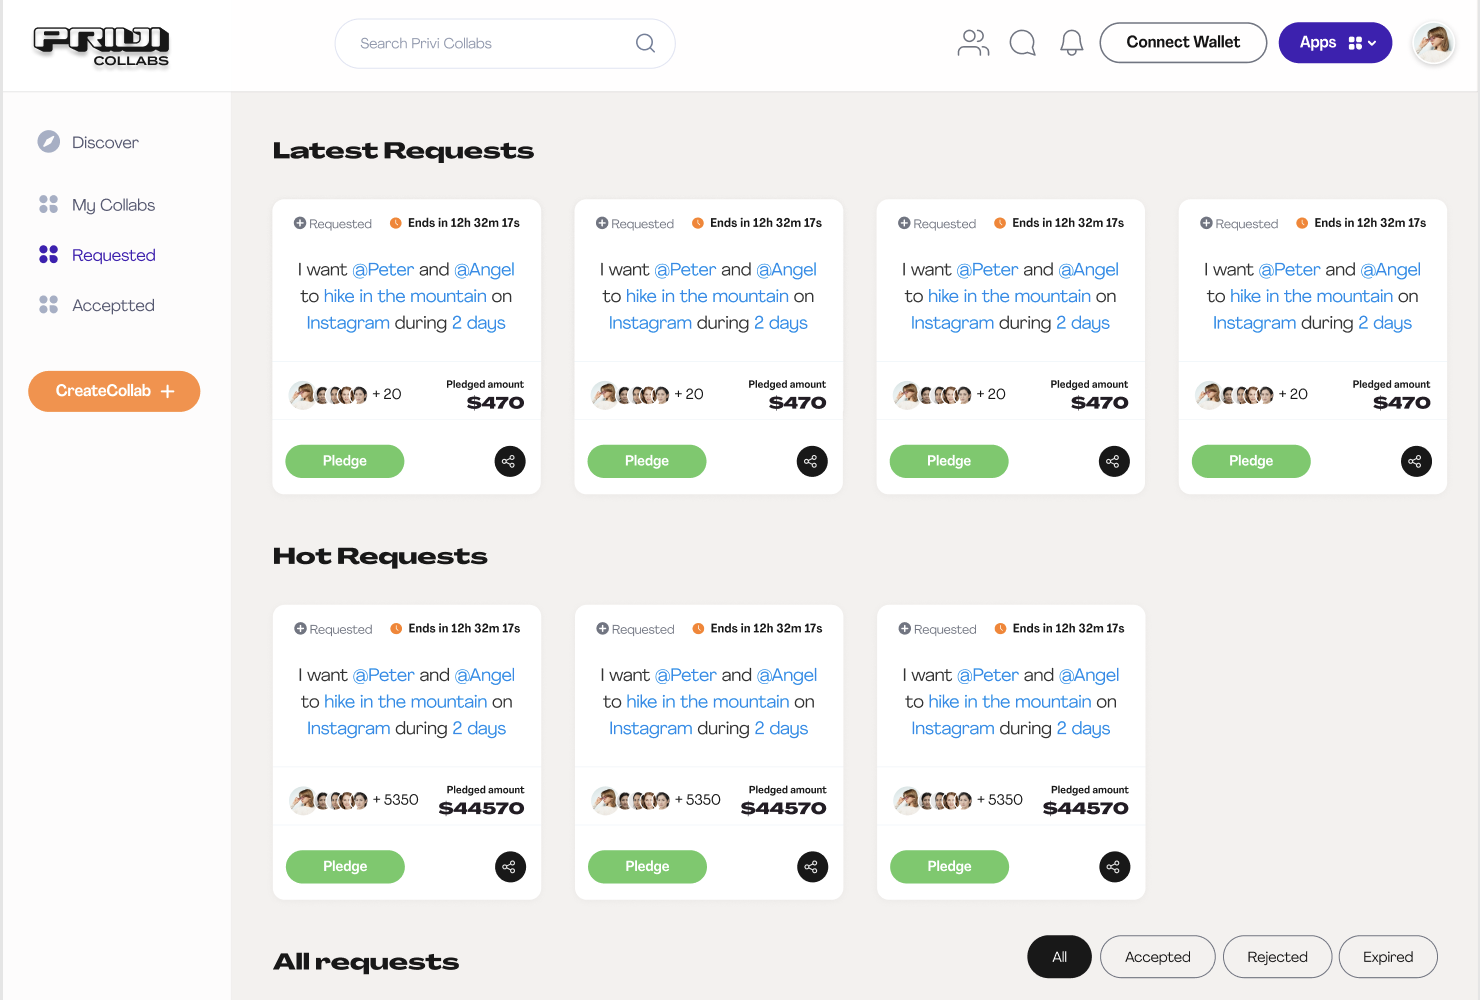 PRIVI
COLLABS
Search Privi Collabs
Connect Wallet
Apps
Discover
My Collabs
Requested
Acceptted
CreateCollab +
Latest Requests
Requested Ends in 12h 32m 17s
I want @Peter and @Angel
to hike in the mountain on
Instagram during 2 days
+ 20
Pledged amount
$470
Pledge
Requested Ends in 12h 32m 17s
I want @Peter and @Angel
to hike in the mountain on
Instagram during 2 days
+ 20
Pledged amount
$470
Pledge
Requested Ends in 12h 32m 17s
I want @Peter and @Angel
to hike in the mountain on
Instagram during 2 days
+ 20
Pledged amount
$470
Pledge
Requested Ends in 12h 32m 17s
I want @Peter and @Angel
to hike in the mountain on
Instagram during 2 days
+ 20
Pledged amount
$470
Pledge
Hot Requests
Requested Ends in 12h 32m 17s
I want @Peter and @Angel
to hike in the mountain on
Instagram during 2 days
+ 5350
Pledged amount
$44570
Pledge
Requested Ends in 12h 32m 17s
I want @Peter and @Angel
to hike in the mountain on
Instagram during 2 days
+ 5350
Pledged amount
$44570
Pledge
Requested Ends in 12h 32m 17s
I want @Peter and @Angel
to hike in the mountain on
Instagram during 2 days
+ 5350
Pledged amount
$44570
Pledge
All requests
All
Accepted
Rejected
Expired